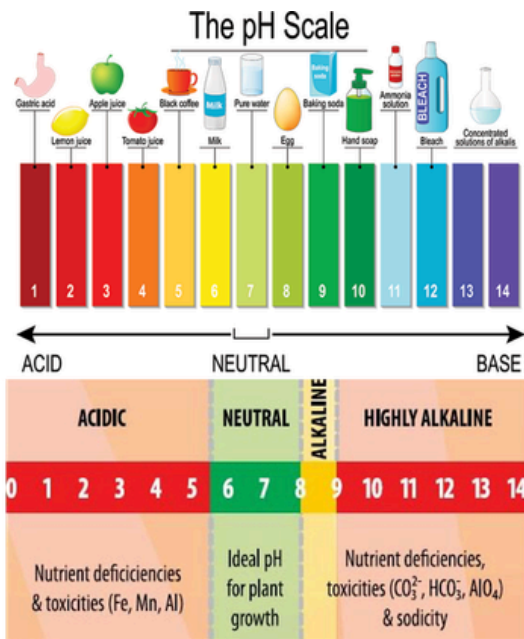 The pH Scale
Gastric acid
Lemon juice
Apple juice
Tomato juice
Black coffee
Milk
Milk
Pure water
Egg
Baking soda
Baking soda
Hand soap
Ammonia solution
BLEACH
Bleach
Concentrated
solutions of alkalis
1 2 3 4 5 6 7 8 9 10 11 12 13 14
ACID NEUTRAL BASE
ACIDIC NEUTRAL ALKALINE HIGHLY ALKALINE
0 1 2 3 4 5 6 7 8 9 10 11 12 13 14
Nutrient deficiciencies
& toxicities (Fe, Mn, Al)
Ideal pH
for plant
growth
Nutrient deficiencies,
toxicities (CO₃²⁻, HCO₃⁻, AlO₄)
& sodicity